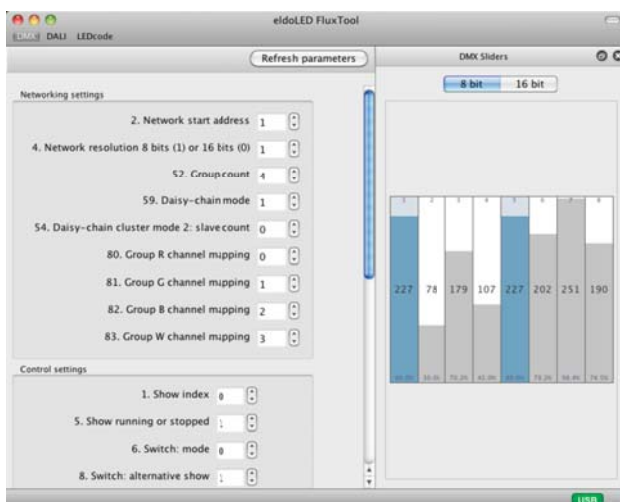 eldoLED FluxTool
DMX DALI LEDcode
Refresh parameters
Networking settings
2. Network start address 1
4. Network resolution 8 bits (1) or 16 bits (0) 1
52. Group count 4
59. Daisy-chain mode 1
54. Daisy-chain cluster mode 2: slave count 0
80. Group R channel mapping 0
81. Group G channel mapping 1
82. Group B channel mapping 2
83. Group W channel mapping 3
Control settings
1. Show index 0
5. Show running or stopped 1
6. Switch: mode 0
8. Switch: alternative show 1
DMX Sliders
8 bit 16 bit
1 2 3 4 5 6 7 8
227 78 179 107 227 202 251 190
USB